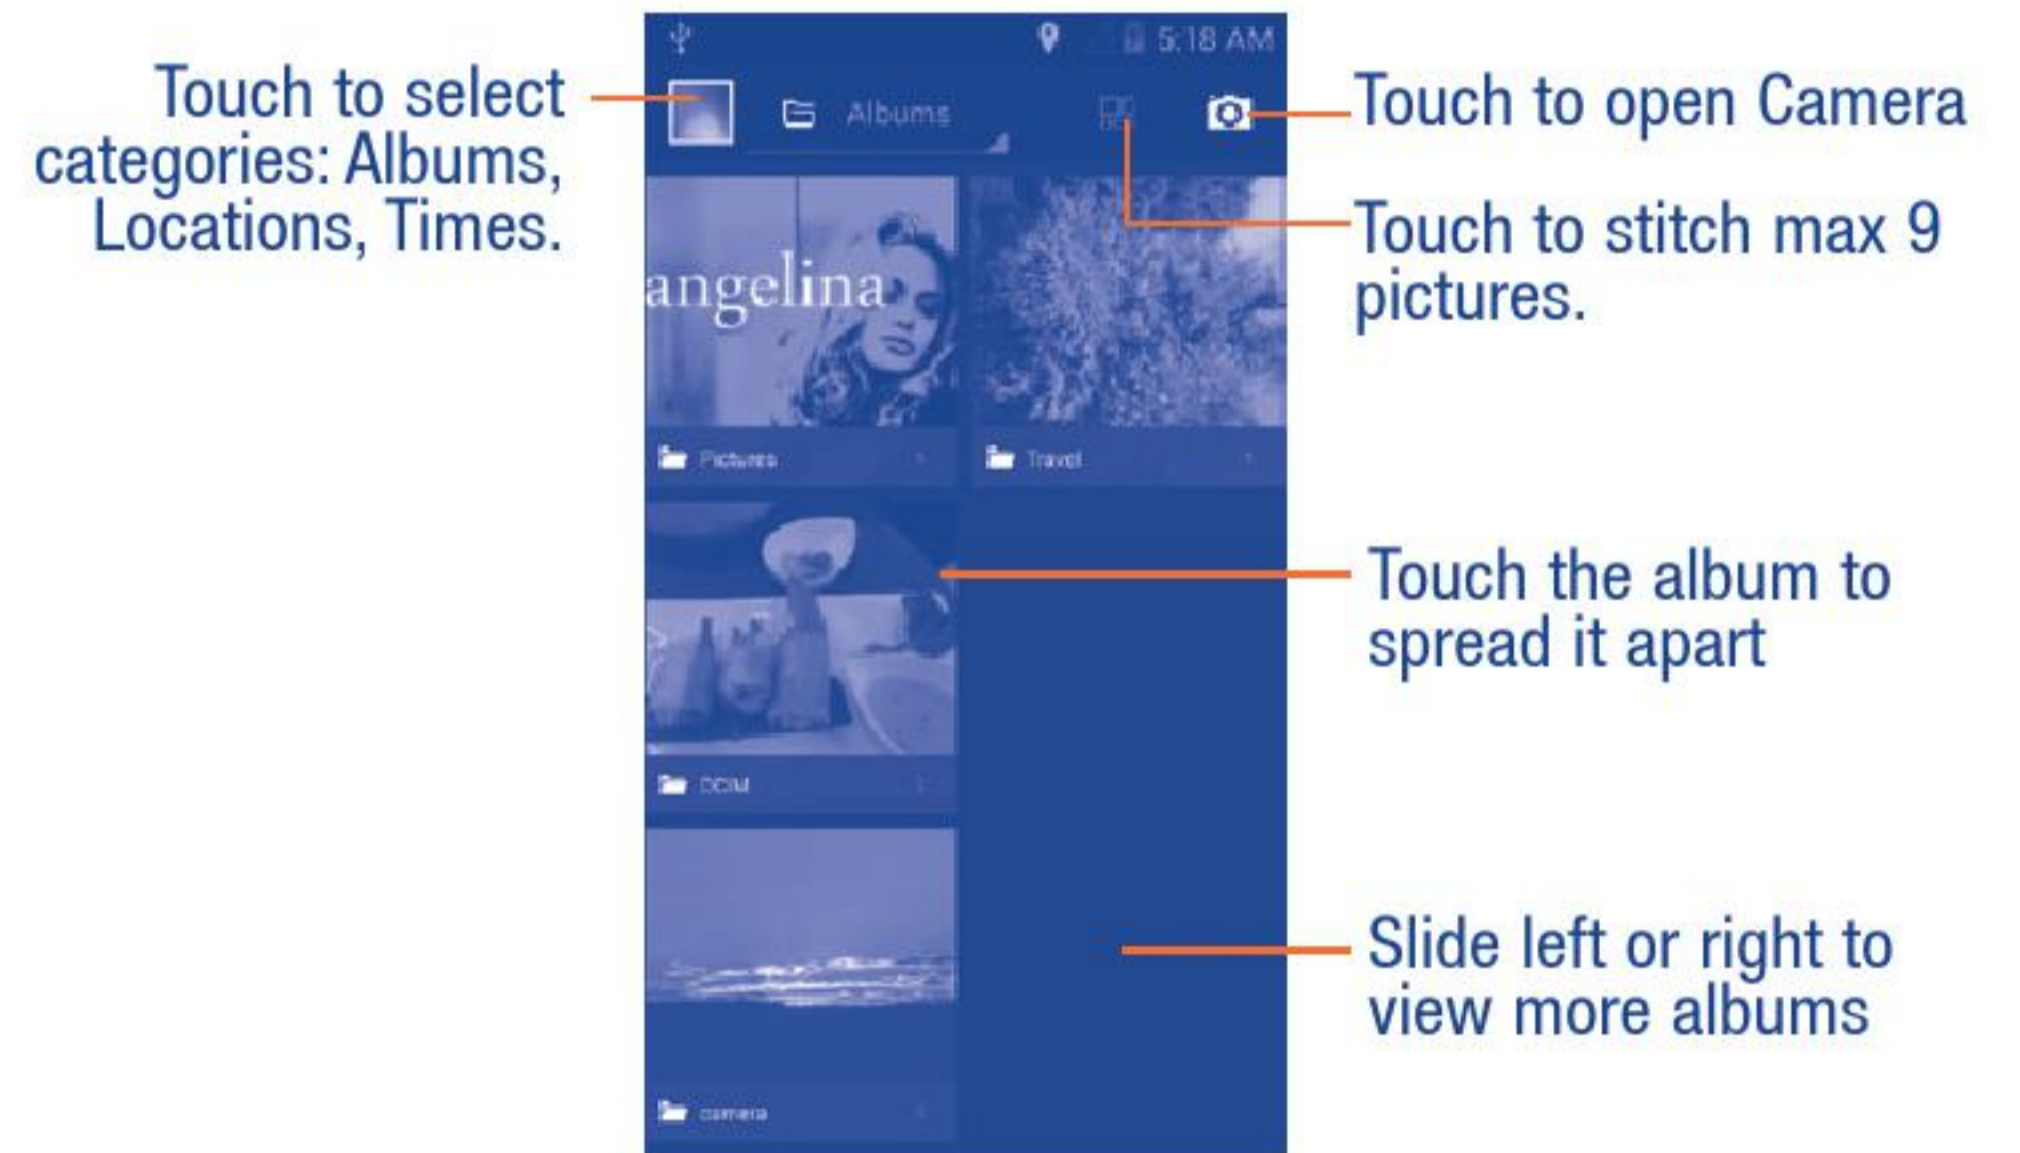 5:18 AM
Touch to select
categories: Albums,
Locations, Times.
Albums
Touch to open Camera
Touch to stitch max 9
pictures.
angelina
Pictures
Travel
Touch the album to
spread it apart
DCIM
Slide left or right to
view more albums
camera